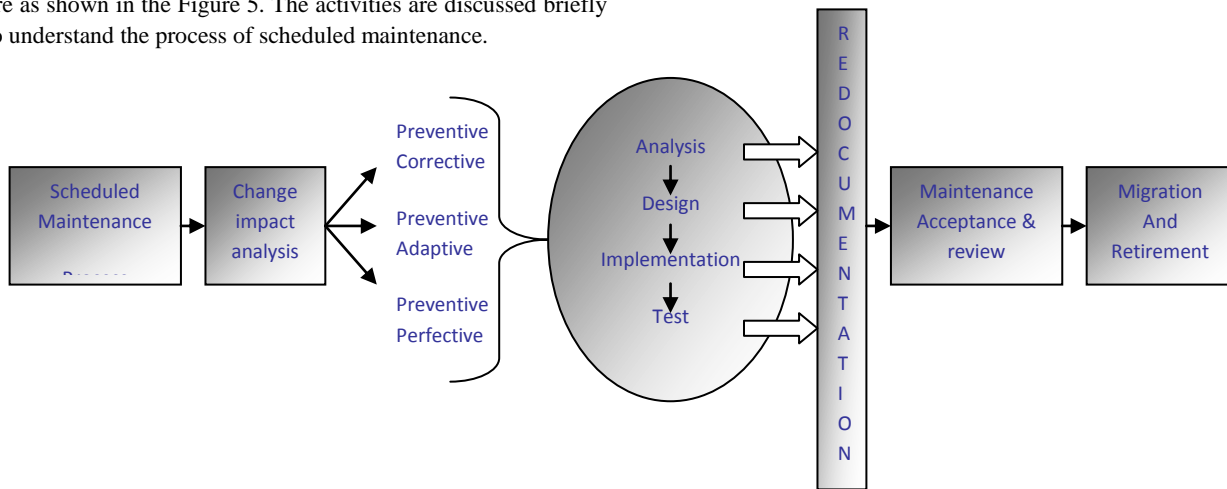 re as shown in the Figure 5. The activities are discussed briefly
o understand the process of scheduled maintenance.
Scheduled
Maintenance
Change
impact
analysis
Preventive
Corrective
Preventive
Adaptive
Preventive
Perfective
Analysis
Design
Implementation
Test
R
E
D
O
C
U
M
E
N
T
A
T
I
O
N
Maintenance
Acceptance &
review
Migration
And
Retirement